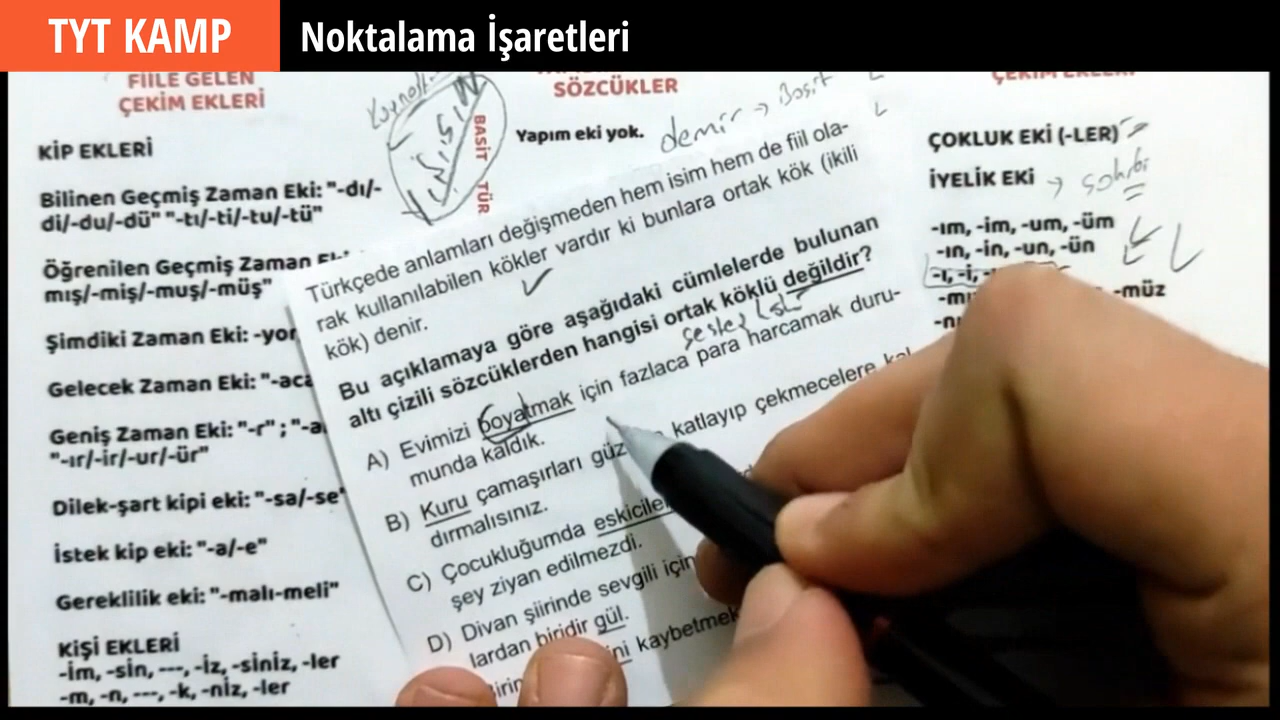 TYT KAMP
Noktalama İşaretleri
FİİLE GELEN
ÇEKİM EKLERİ
KİP EKLERİ
Bilinen Geçmiş Zaman Eki: "-dı/-
di/-du/-dü" "-tı/-ti/-tu/-tü"
Öğrenilen Geçmiş Zaman
mış/-miş/-muş/-müş"
Şimdiki Zaman Eki: -yor
Gelecek Zaman Eki: "-aca
Geniş Zaman Eki: "-r" ; "-a
"-ır/-ir/-ur/-ür"
Dilek-şart kipi eki: "-sa/-se"
İstek kip eki: "-a/-e"
Gereklilik eki: "-malı-meli"
KİŞİ EKLERİ
-im, -sin, ---, -iz, -siniz, -ler
-m, -n, ---, -k, -niz, -ler
BASİT TÜR
SÖZCÜKLER
Yapım eki yok.
demir → Basit
Türkçede anlamları değişmeden hem isim hem de fiil ola-
rak kullanılabilen kökler vardır ki bunlara ortak kök (ikili
kök) denir.
Bu açıklamaya göre aşağıdaki cümlelerde bulunan
altı çizili sözcüklerden hangisi ortak köklü değildir?
A) Evimizi boyatmak için fazlaca para harcamak duru-
munda kaldık.
B) Kuru çamaşırları katlayıp çekmecelere
dırmalısınız.
C) Çocukluğumda eskicile
şey ziyan edilmezdi.
D) Divan şiirinde sevgili için
lardan biridir gül.
ini kaybetmek
ÇEKİM EKLERİ
ÇOKLUK EKİ (-LER)
İYELİK EKİ
-ım, -im, -um, -üm
-ın, -in, -un, -ün
-ı, -i,
-müz